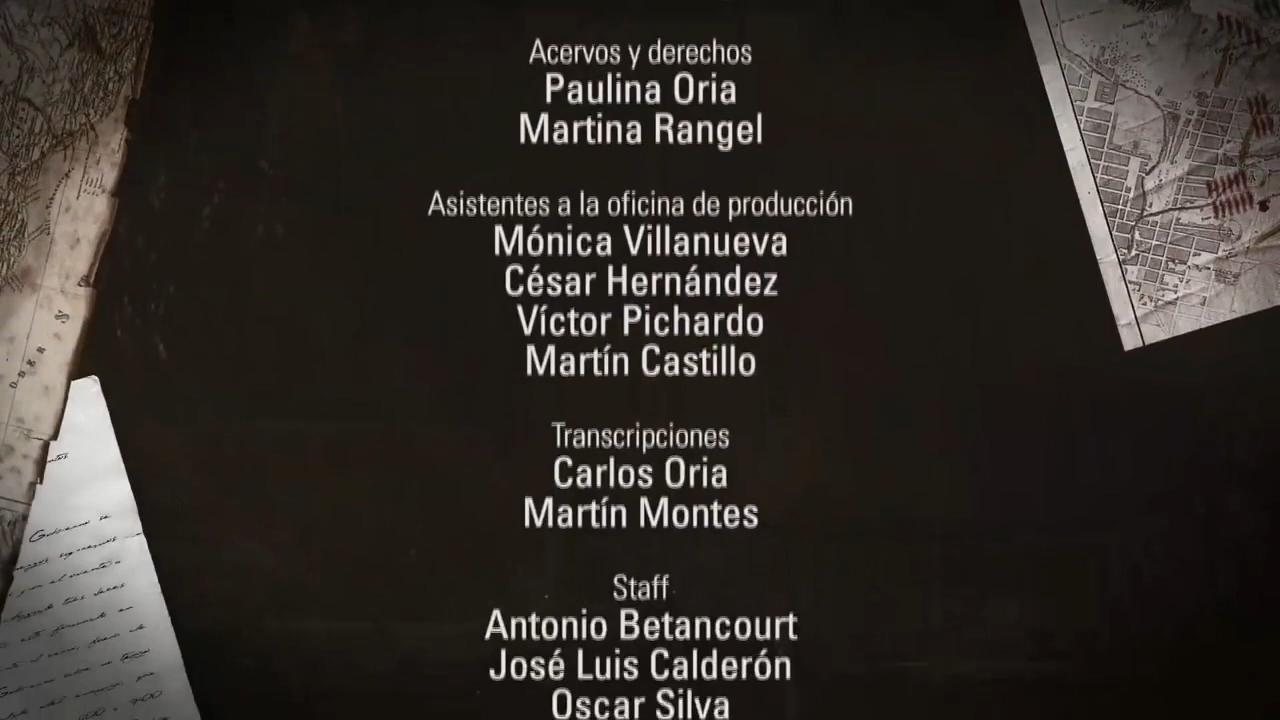 Acervos y derechos
Paulina Oria
Martina Rangel
Asistentes a la oficina de producción
Mónica Villanueva
César Hernández
Víctor Pichardo
Martín Castillo
Transcripciones
Carlos Oria
Martín Montes
Staff
Antonio Betancourt
José Luis Calderón
Oscar Silva